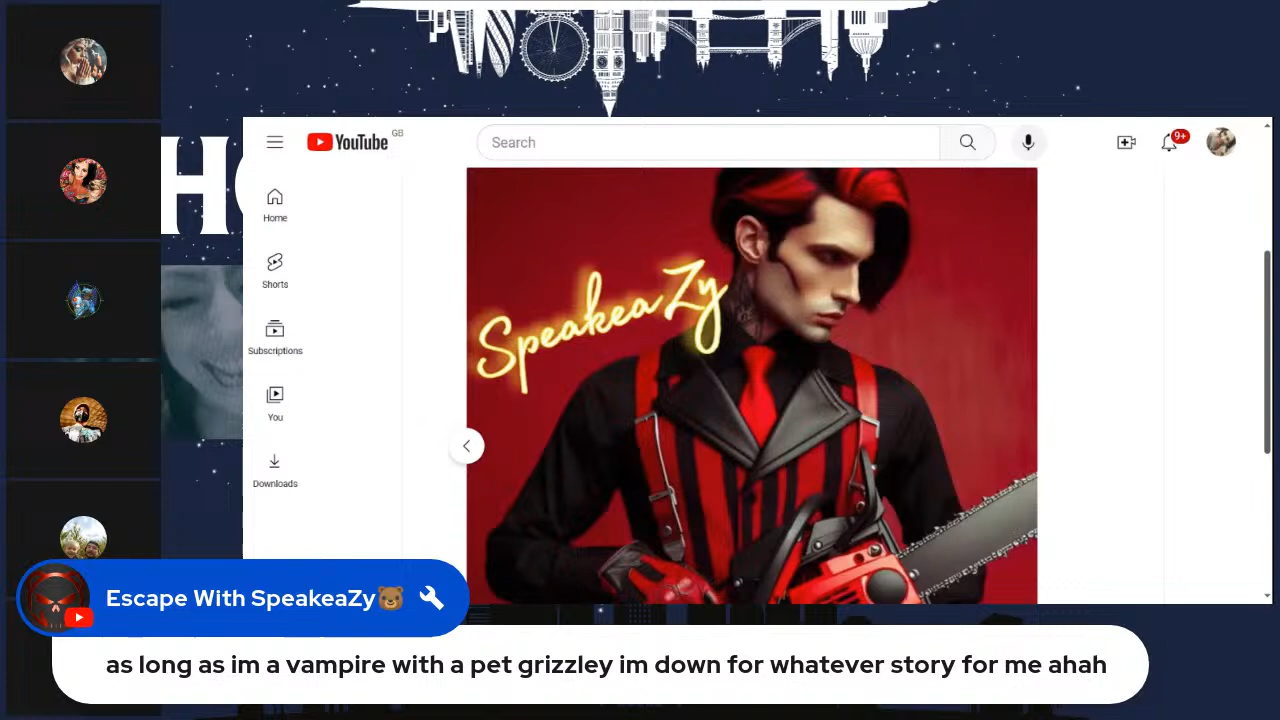 HO
YouTube GB
Search
9+
Home
Shorts
Subscriptions
You
Downloads
SpeakeaZy
Escape With SpeakeaZy🐻
as long as im a vampire with a pet grizzley im down for whatever story for me ahah